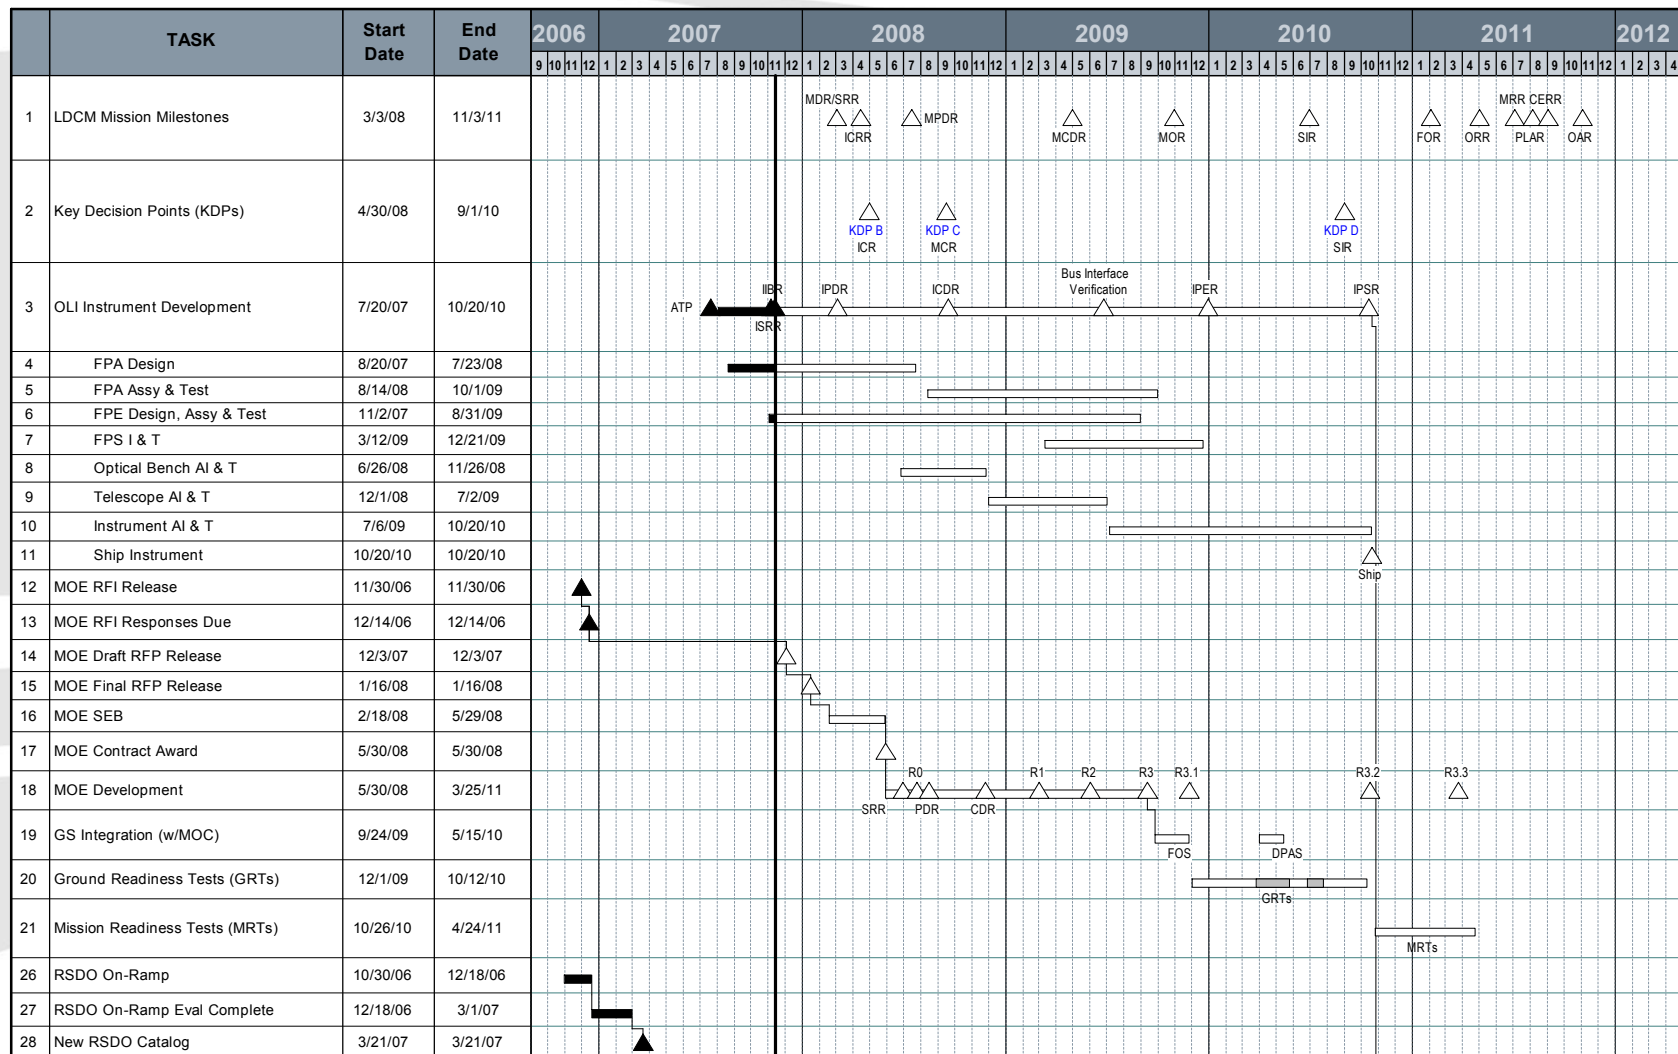 TASK Start Date End Date 2006 2007 2008 2009 2010 2011 2012
9 10 11 12 1 2 3 4 5 6 7 8 9 10 11 12 1 2 3 4 5 6 7 8 9 10 11 12 1 2 3 4 5 6 7 8 9 10 11 12 1 2 3 4 5 6 7 8 9 10 11 12 1 2 3 4 5 6 7 8 9 10 11 12 1 2 3 4
MDR/SRR MRR CERR
1 LDCM Mission Milestones 3/3/08 11/3/11 MPDR
ICRR MCDR MOR SIR FOR ORR PLAR OAR
2 Key Decision Points (KDPs) 4/30/08 9/1/10
KDP B KDP C KDP D
ICR MCR SIR
Bus Interface
IIBR IPDR ICDR Verification IPER IPSR
3 OLI Instrument Development 7/20/07 10/20/10 ATP
ISRR
4 FPA Design 8/20/07 7/23/08
5 FPA Assy & Test 8/14/08 10/1/09
6 FPE Design, Assy & Test 11/2/07 8/31/09
7 FPS I & T 3/12/09 12/21/09
8 Optical Bench AI & T 6/26/08 11/26/08
9 Telescope AI & T 12/1/08 7/2/09
10 Instrument AI & T 7/6/09 10/20/10
11 Ship Instrument 10/20/10 10/20/10
Ship
12 MOE RFI Release 11/30/06 11/30/06
13 MOE RFI Responses Due 12/14/06 12/14/06
14 MOE Draft RFP Release 12/3/07 12/3/07
15 MOE Final RFP Release 1/16/08 1/16/08
16 MOE SEB 2/18/08 5/29/08
17 MOE Contract Award 5/30/08 5/30/08
R0 R1 R2 R3 R3.1 R3.2 R3.3
18 MOE Development 5/30/08 3/25/11
SRR PDR CDR
19 GS Integration (w/MOC) 9/24/09 5/15/10
FOS DPAS
20 Ground Readiness Tests (GRTs) 12/1/09 10/12/10
GRTs
21 Mission Readiness Tests (MRTs) 10/26/10 4/24/11
MRTs
26 RSDO On-Ramp 10/30/06 12/18/06
27 RSDO On-Ramp Eval Complete 12/18/06 3/1/07
28 New RSDO Catalog 3/21/07 3/21/07